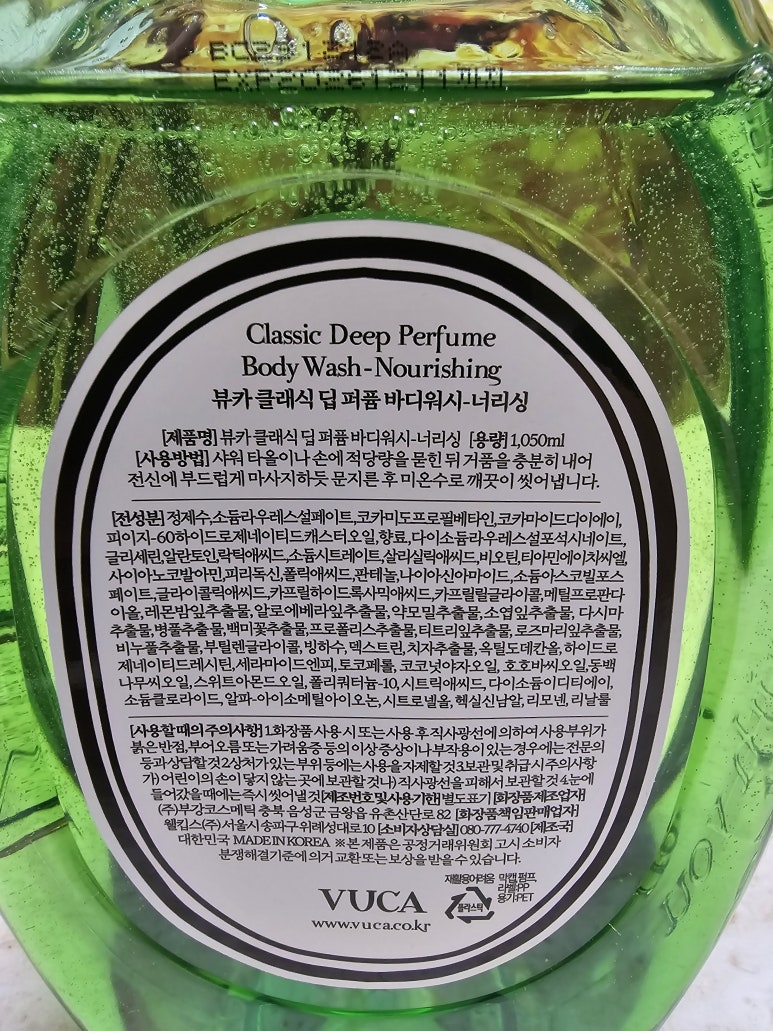 EXP20261211까지
Classic Deep Perfume
Body Wash-Nourishing
뷰카 클래식 딥 퍼퓸 바디워시-너리싱
[제품명] 뷰카 클래식 딥 퍼퓸 바디워시-너리싱 [용량] 1,050ml
[사용방법] 샤워 타올이나 손에 적당량을 묻힌 뒤 거품을 충분히 내어
전신에 부드럽게 마사지하듯 문지른 후 미온수로 깨끗이 씻어냅니다.
[전성분] 정제수,소듐라우레스설페이트,코카미도프로필베타인,코카마이드디이에이,
피이지-60하이드로제네이티드캐스터오일,향료,다이소듐라우레스설포석시네이트,
글리세린,알란토인,락틱애씨드,소듐시트레이트,살리실릭애씨드,비오틴,티아민에이치씨엘,
사이아노코발아민,피리독신,폴릭애씨드,판테놀,나이아신아마이드,소듐아스코빌포스
페이트,글라이콜릭애씨드,카프릴하이드록사믹애씨드,카프릴릴글라이콜,메틸프로판다
이올,레몬밤잎추출물,알로에베라잎추출물,약모밀추출물,소엽잎추출물, 다시마
추출물,병풀추출물,백미꽃추출물,프로폴리스추출물,티트리잎추출물,로즈마리잎추출물,
비누풀추출물,부틸렌글라이콜,빙하수,덱스트린,치자추출물,옥틸도데칸올,하이드로
제네이티드레시틴,세라마이드엔피,토코페롤, 코코넛야자오일, 호호바씨오일,동백
나무씨오일,스위트아몬드오일,폴리쿼터늄-10,시트릭애씨드,다이소듐이디티에이,
소듐클로라이드,알파-아이소메틸아이오논,시트로넬올,헥실신남알,리모넨,리날룰
[사용할 때의 주의사항] 1.화장품 사용 시 또는 사용 후 직사광선에 의하여 사용부위가
붉은 반점, 부어오름 또는 가려움증 등의 이상 증상이나 부작용이 있는 경우에는 전문의
등과 상담할 것 2.상처가 있는 부위 등에는 사용을 자제할 것 3.보관 및 취급 시 주의사항
가) 어린이의 손이 닿지 않는 곳에 보관할 것 나) 직사광선을 피해서 보관할 것 4.눈에
들어갔을 때에는 즉시 씻어낼 것 [제조번호 및 사용기한] 별도표기 [화장품제조업자]
(주)부강코스메틱 충북 음성군 금왕읍 유촌산단로 82 [화장품책임판매업자]
웰킵스(주) 서울시 송파구 위례성대로 10 [소비자상담실] 080-777-4740 [제조국]
대한민국 MADE IN KOREA ※ 본 제품은 공정거래위원회 고시 소비자
분쟁해결기준에 의거 교환 또는 보상을 받을 수 있습니다.
VUCA
www.vuca.co.kr
재활용어려움
플라스틱
막캡,펌프,
라벨:PP
용기:PET